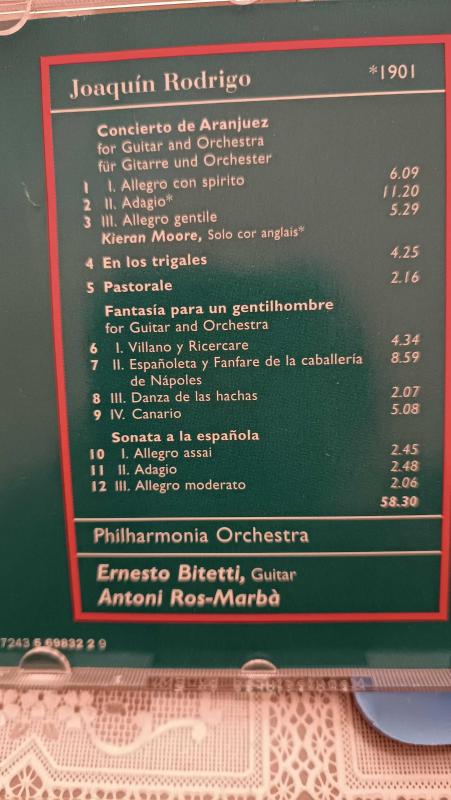 Joaquín Rodrigo *1901
Concierto de Aranjuez
for Guitar and Orchestra
für Gitarre und Orchester
1 I. Allegro con spirito 6.09
2 II. Adagio* 11.20
3 III. Allegro gentile 5.29
Kieran Moore, Solo cor anglais*
4 En los trigales 4.25
5 Pastorale 2.16
Fantasía para un gentilhombre
for Guitar and Orchestra
6 I. Villano y Ricercare 4.34
7 II. Españoleta y Fanfare de la caballería 8.59
de Nápoles
8 III. Danza de las hachas 2.07
9 IV. Canario 5.08
Sonata a la española
10 I. Allegro assai 2.45
11 II. Adagio 2.48
12 III. Allegro moderato 2.06
58.30
Philharmonia Orchestra
Ernesto Bitetti, Guitar
Antoni Ros-Marbà
7243 5 69832 2 9